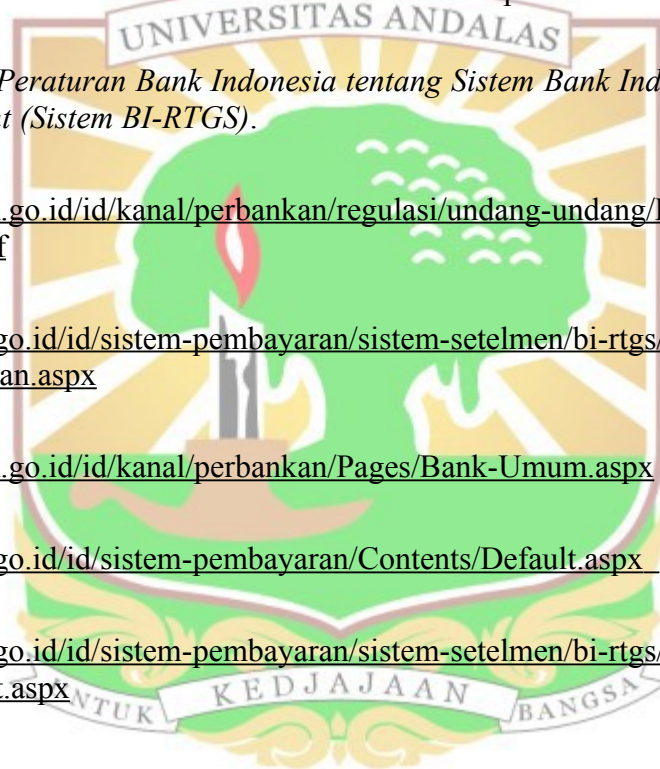 UNIVERSITAS ANDALAS
Peraturan Bank Indonesia tentang Sistem Bank Ind
(Sistem BI-RTGS).
.go.id/id/kanal/perbankan/regulasi/undang-undang/
f
go.id/id/sistem-pembayaran/sistem-setelmen/bi-rtgs/
an.aspx
.go.id/id/kanal/perbankan/Pages/Bank-Umum.aspx
go.id/id/sistem-pembayaran/Contents/Default.aspx
go.id/id/sistem-pembayaran/sistem-setelmen/bi-rtgs/
t.aspx
UNTUK KEDJAJAAN BANGSA